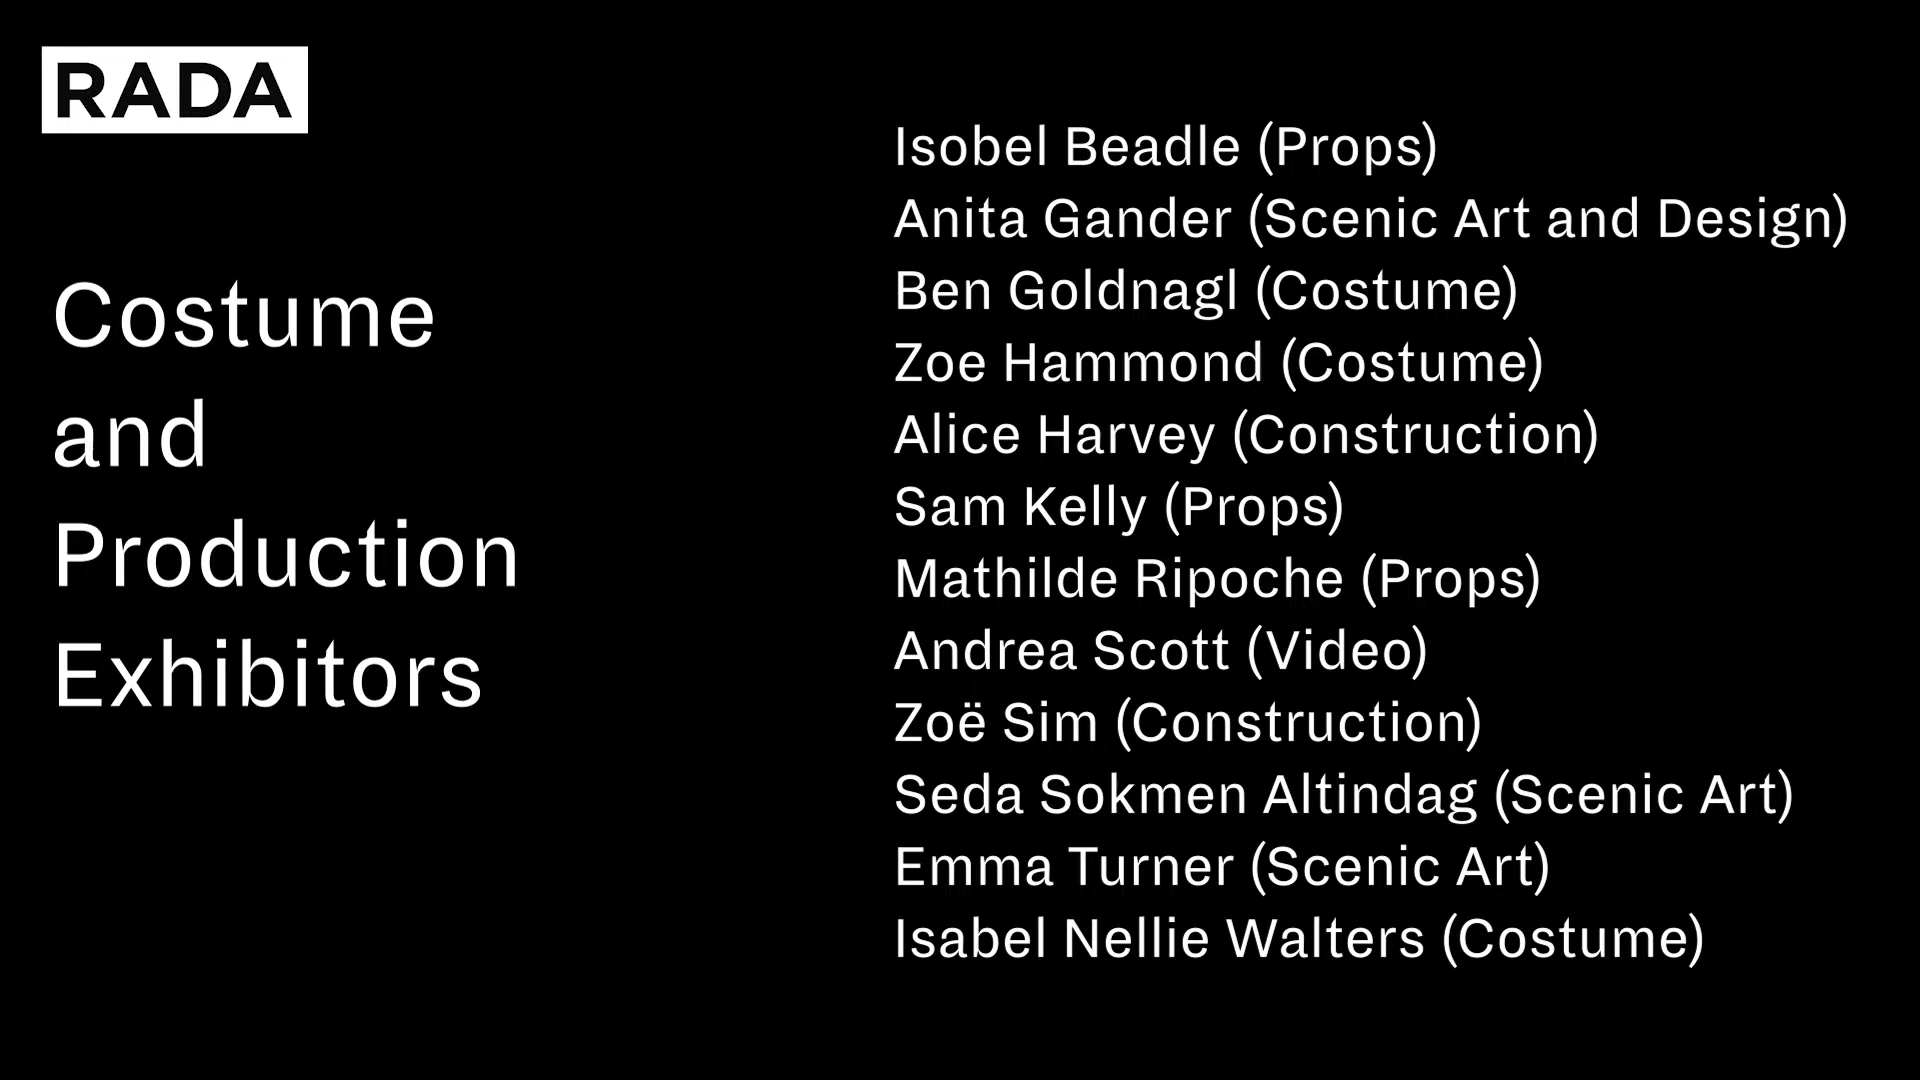 RADA
Costume
and
Production
Exhibitors
Isobel Beadle (Props)
Anita Gander (Scenic Art and Design)
Ben Goldnagl (Costume)
Zoe Hammond (Costume)
Alice Harvey (Construction)
Sam Kelly (Props)
Mathilde Ripoche (Props)
Andrea Scott (Video)
Zoë Sim (Construction)
Seda Sokmen Altindag (Scenic Art)
Emma Turner (Scenic Art)
Isabel Nellie Walters (Costume)